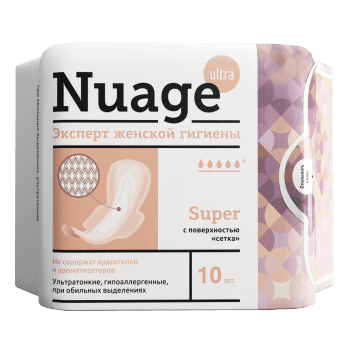 ultra
Nuage
Эксперт женской гигиены
Super
с поверхностью
«сетка»
Не содержат красителей
и ароматизаторов
Ультратонкие, гипоаллергенные,
при обильных выделениях
10 шт.